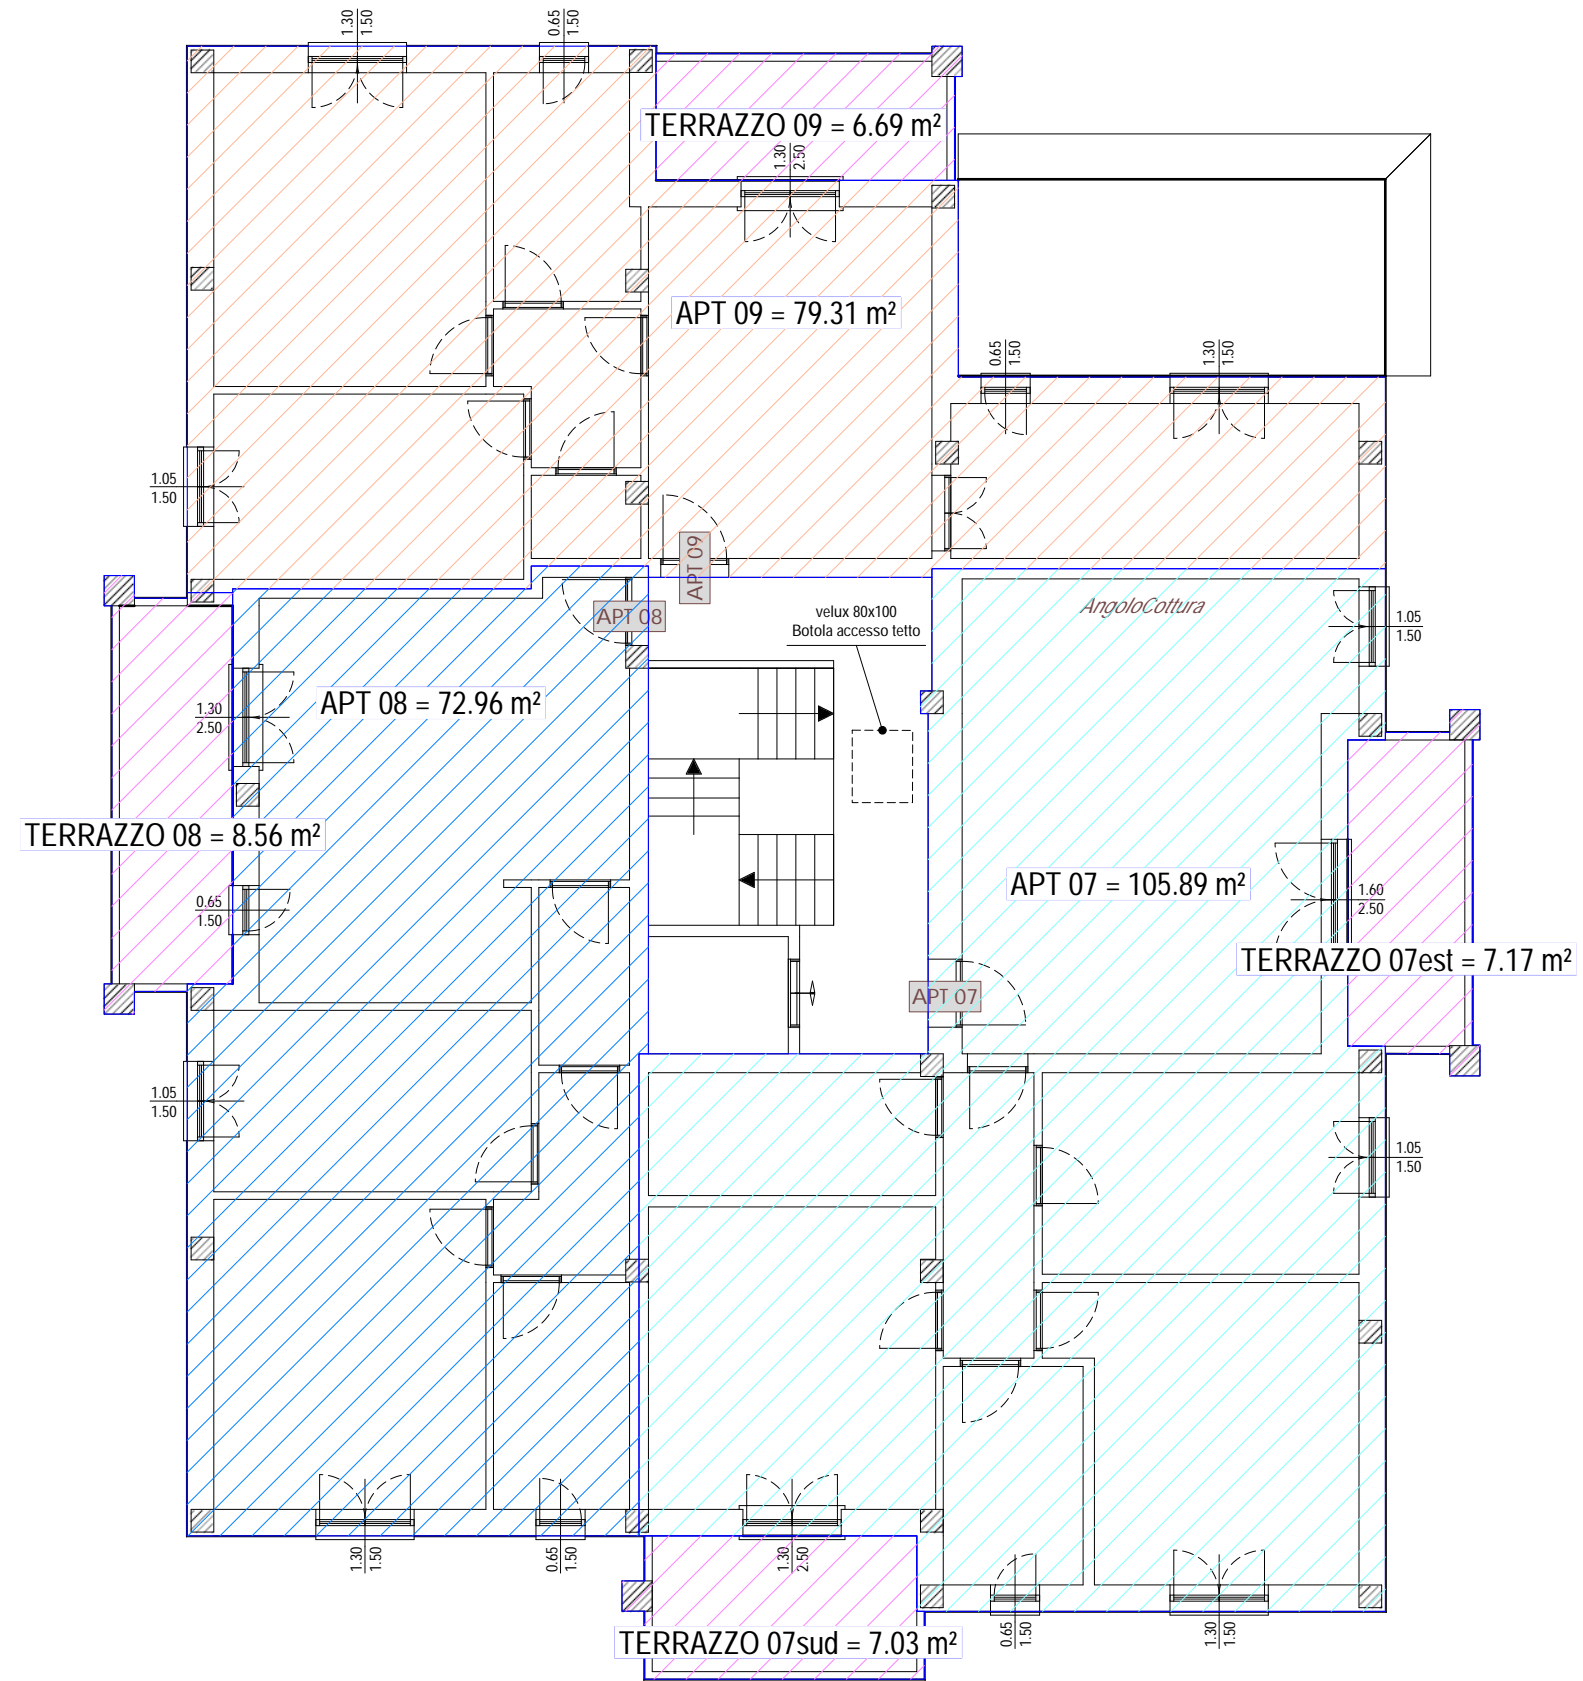 1.30
1.50
0.65
1.50
TERRAZZO 09 = 6.69 m²
1.30
2.50
APT 09 = 79.31 m²
0.65
1.50
1.30
1.50
1.05
1.50
APT 09
APT 08
velux 80x100
Botola accesso tetto
AngoloCottura
1.05
1.50
APT 08 = 72.96 m²
1.30
2.50
TERRAZZO 08 = 8.56 m²
APT 07 = 105.89 m²
1.60
2.50
0.65
1.50
TERRAZZO 07est = 7.17 m²
APT 07
1.05
1.50
1.05
1.50
1.30
1.50
0.65
1.50
1.30
2.50
0.65
1.50
1.30
1.50
TERRAZZO 07sud = 7.03 m²